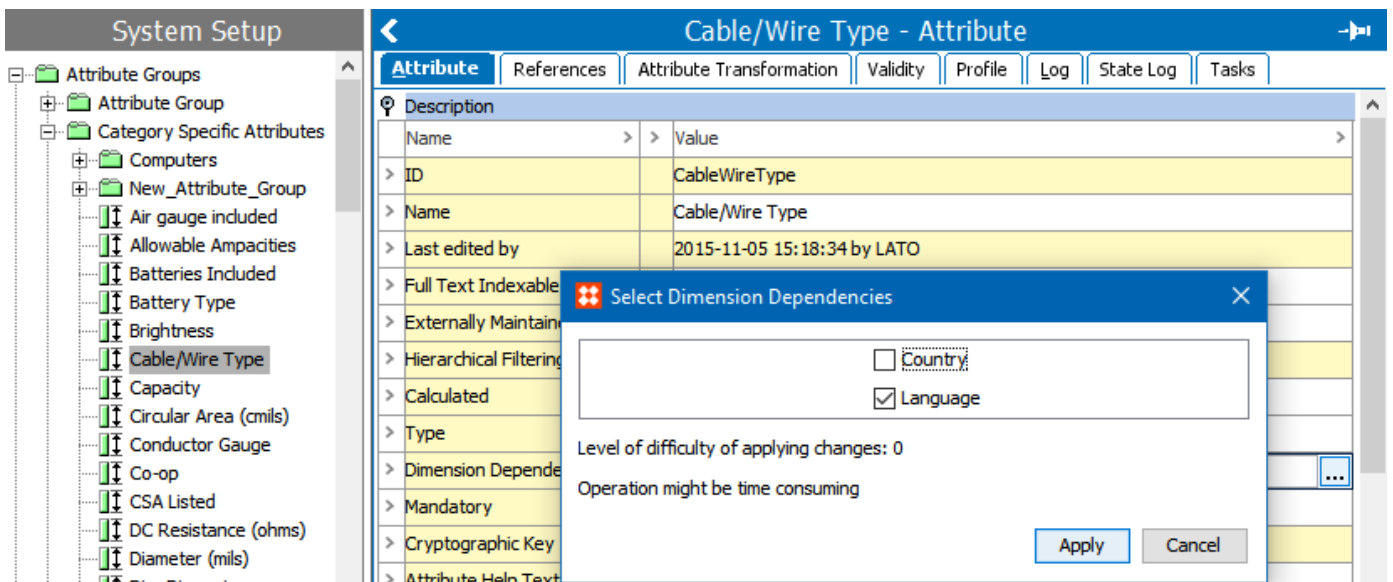 System Setup
Attribute Groups
Attribute Group
Category Specific Attributes
Computers
New_Attribute_Group
Air gauge included
Allowable Ampacities
Batteries Included
Battery Type
Brightness
Cable/Wire Type
Capacity
Circular Area (cmils)
Conductor Gauge
Co-op
CSA Listed
DC Resistance (ohms)
Diameter (mils)
Cable/Wire Type - Attribute
Attribute References Attribute Transformation Validity Profile Log State Log Tasks
Description
Name > > Value >
> ID CableWireType
> Name Cable/Wire Type
> Last edited by 2015-11-05 15:18:34 by LATO
> Full Text Indexable
> Externally Maintain
> Hierarchical Filtering
> Calculated
> Type
> Dimension Depende ...
> Mandatory
> Cryptographic Key
> Attribute Help Text
Select Dimension Dependencies
Country
Language
Level of difficulty of applying changes: 0
Operation might be time consuming
Apply Cancel